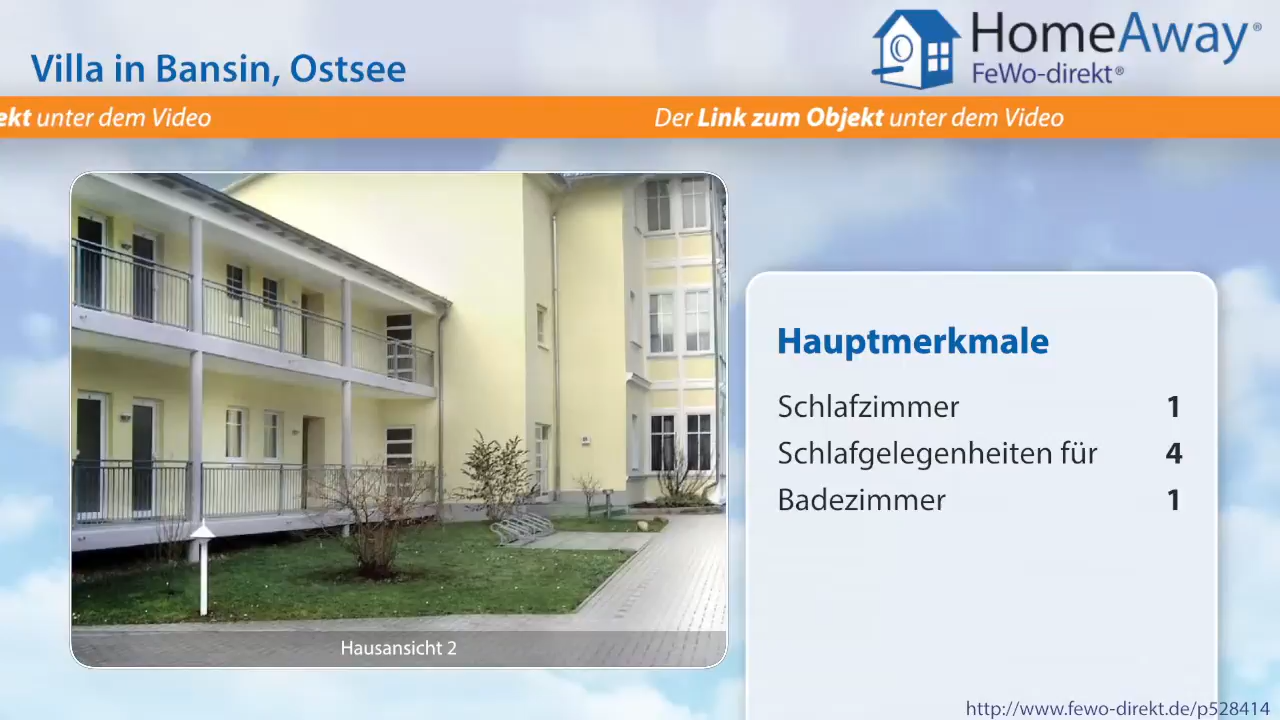 Villa in Bansin, Ostsee
HomeAway®
FeWo-direkt®
ekt unter dem Video
Der Link zum Objekt unter dem Video
Hauptmerkmale
Schlafzimmer 1
Schlafgelegenheiten für 4
Badezimmer 1
Hausansicht 2
http://www.fewo-direkt.de/p528414